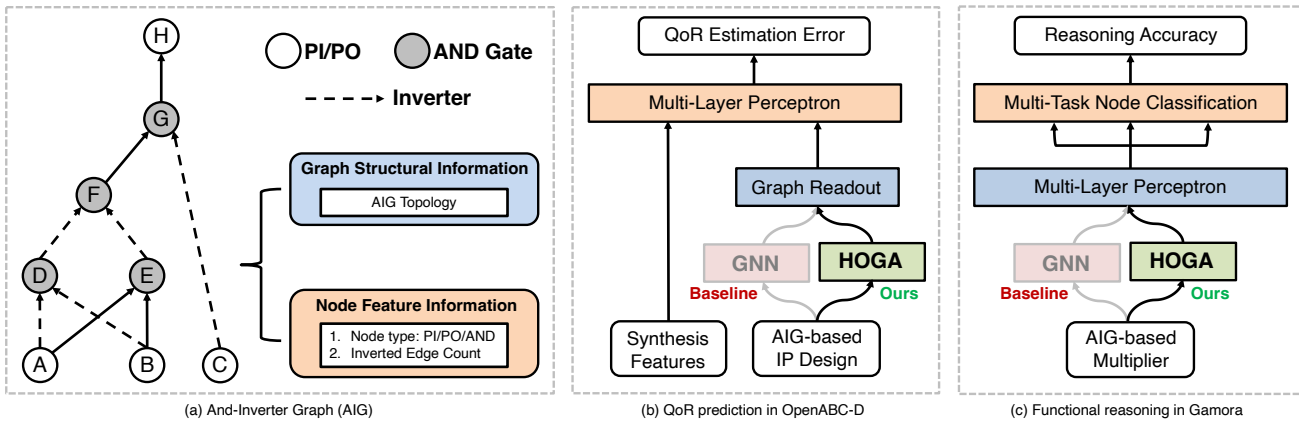 H
PI/PO
AND Gate
Inverter
G
F
D
E
A
B
C
Graph Structural Information
AIG Topology
Node Feature Information
1. Node type: PI/PO/AND
2. Inverted Edge Count
(a) And-Inverter Graph (AIG)
QoR Estimation Error
Multi-Layer Perceptron
Graph Readout
GNN
HOGA
Baseline
Ours
Synthesis
Features
AIG-based
IP Design
(b) QoR prediction in OpenABC-D
Reasoning Accuracy
Multi-Task Node Classification
Multi-Layer Perceptron
GNN
HOGA
Baseline
Ours
AIG-based
Multiplier
(c) Functional reasoning in Gamora